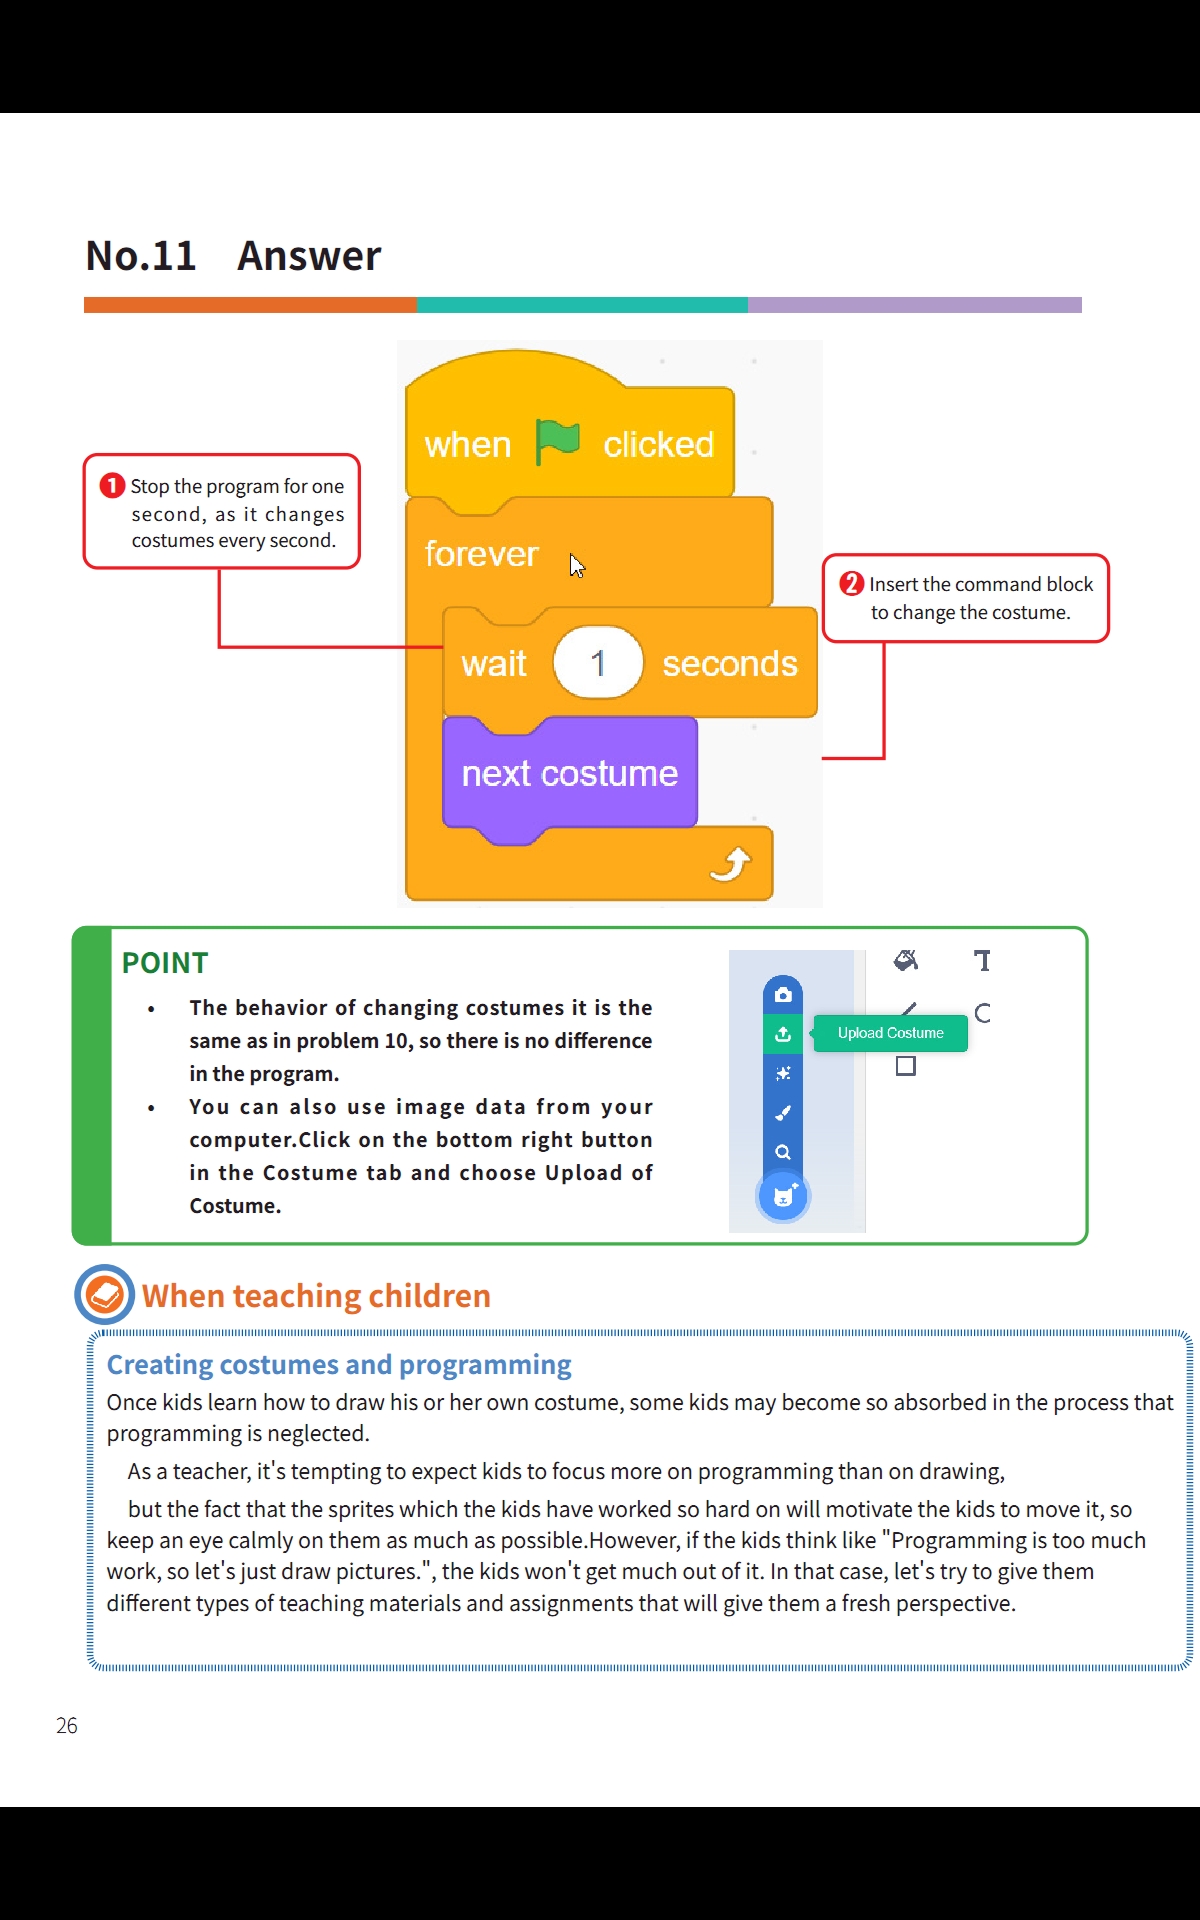 No.11 Answer
when clicked
forever
wait 1 seconds
next costume
1 Stop the program for one
second, as it changes
costumes every second.
2 Insert the command block
to change the costume.
POINT
• The behavior of changing costumes it is the
same as in problem 10, so there is no difference
in the program.
• You can also use image data from your
computer.Click on the bottom right button
in the Costume tab and choose Upload of
Costume.
T
Upload Costume
When teaching children
Creating costumes and programming
Once kids learn how to draw his or her own costume, some kids may become so absorbed in the process that
programming is neglected.
As a teacher, it's tempting to expect kids to focus more on programming than on drawing,
but the fact that the sprites which the kids have worked so hard on will motivate the kids to move it, so
keep an eye calmly on them as much as possible.However, if the kids think like "Programming is too much
work, so let's just draw pictures.", the kids won't get much out of it. In that case, let's try to give them
different types of teaching materials and assignments that will give them a fresh perspective.
26